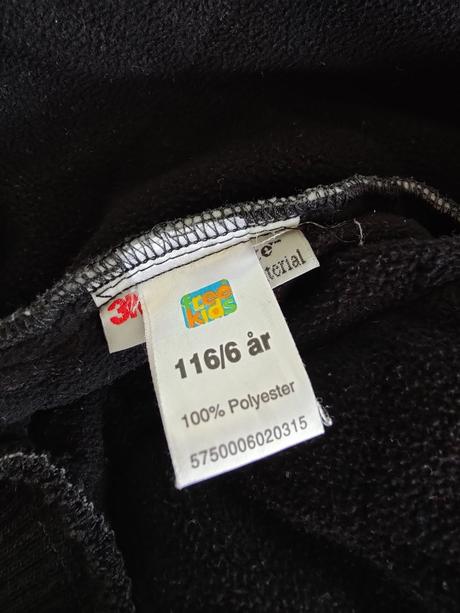 free
kids
116/6 år
100% Polyester
5750006020315